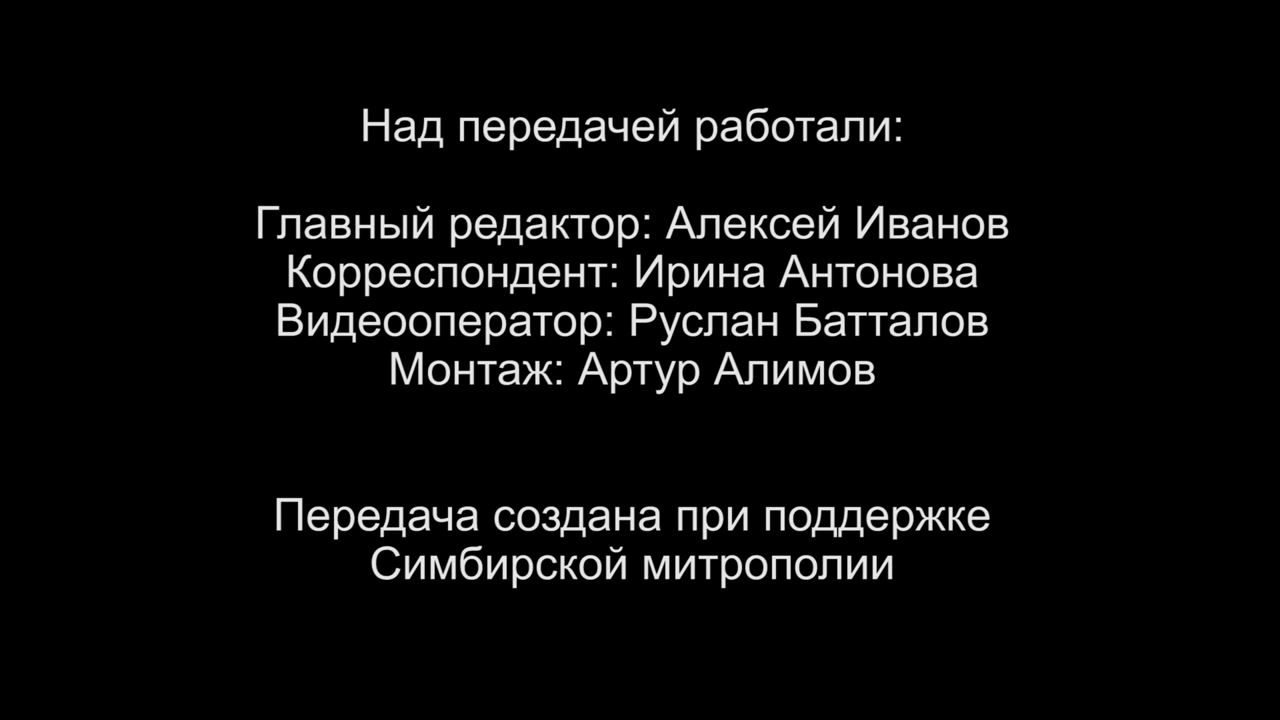 Над передачей работали:
Главный редактор: Алексей Иванов
Корреспондент: Ирина Антонова
Видеооператор: Руслан Батталов
Монтаж: Артур Алимов
Передача создана при поддержке
Симбирской митрополии